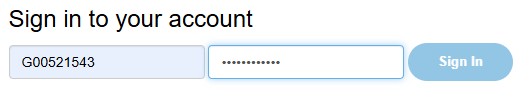 Sign in to your account
G00521543 •••••••••••• Sign In